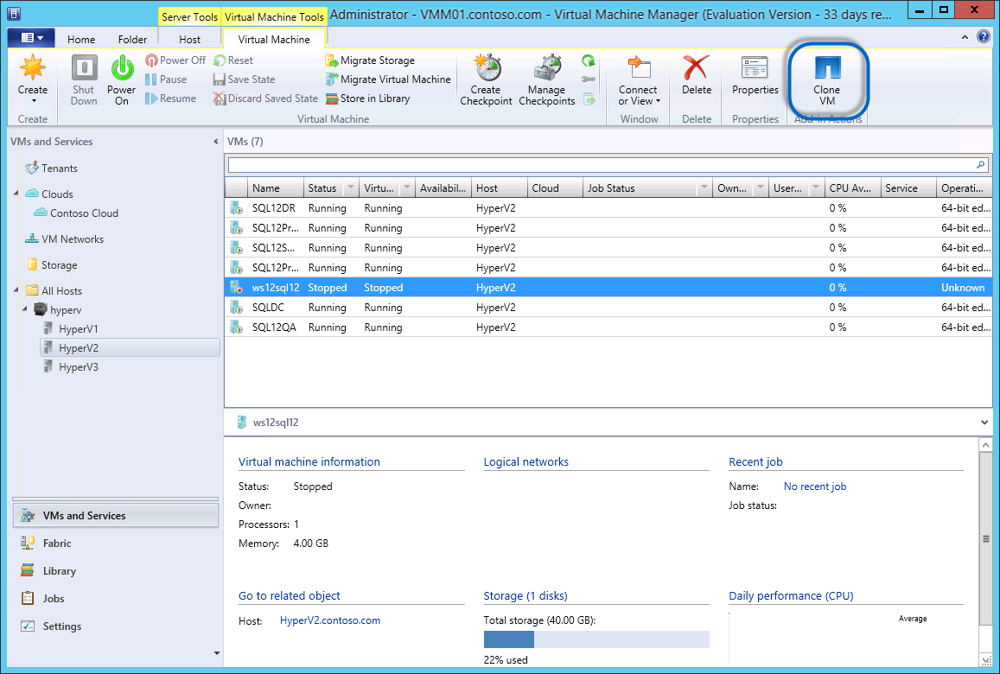 Server Tools Virtual Machine Tools Administrator - VMM01.contoso.com - Virtual Machine Manager (Evaluation Version - 33 days re...
Home Folder Host Virtual Machine
Create
Shut Down
Power On
Power Off
Pause
Resume
Reset
Save State
Discard Saved State
Migrate Storage
Migrate Virtual Machine
Store in Library
Create Checkpoint
Manage Checkpoints
Connect or View
Delete
Properties
Clone VM
Create Virtual Machine Window Delete Properties Add-in Actions
VMs and Services
Tenants
Clouds
Contoso Cloud
VM Networks
Storage
All Hosts
hyperv
HyperV1
HyperV2
HyperV3
VMs and Services
Fabric
Library
Jobs
Settings
VMs (7)
Name Status Virtu... Availabil... Host Cloud Job Status Own... User... CPU Av... Service Operati...
SQL12DR Running Running HyperV2 0 % 64-bit ed...
SQL12Pr... Running Running HyperV2 0 % 64-bit ed...
SQL12S... Running Running HyperV2 0 % 64-bit ed...
SQL12Pr... Running Running HyperV2 0 % 64-bit ed...
ws12sql12 Stopped Stopped HyperV2 0 % Unknown
SQLDC Running Running HyperV2 0 % 64-bit ed...
SQL12QA Running Running HyperV2 0 % 64-bit ed...
ws12sql12
Virtual machine information
Status: Stopped
Owner:
Processors: 1
Memory: 4.00 GB
Logical networks
Recent job
Name: No recent job
Job status:
Go to related object
Host: HyperV2.contoso.com
Storage (1 disks)
Total storage (40.00 GB):
22% used
Daily performance (CPU)
Average